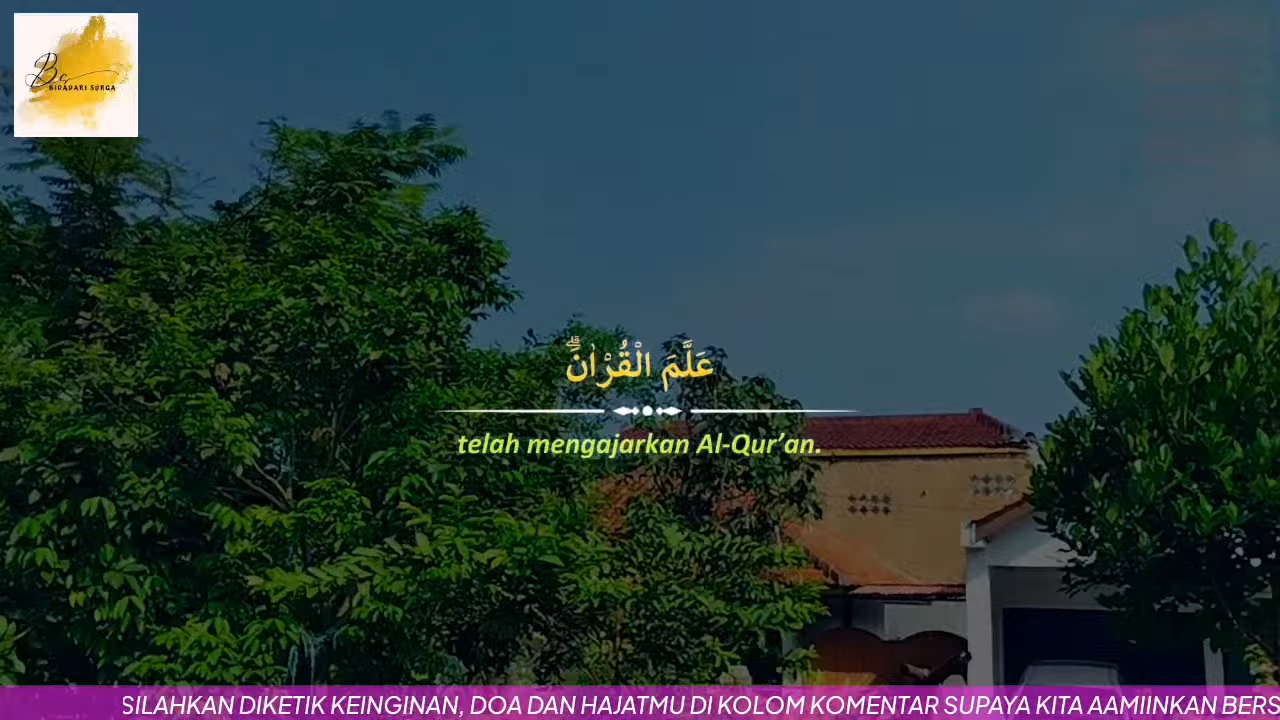 Bs
BIDADARI SURGA
عَلَّمَ الْقُرْاٰنَۗ
telah mengajarkan Al-Qur’an.
SILAHKAN DIKETIK KEINGINAN, DOA DAN HAJATMU DI KOLOM KOMENTAR SUPAYA KITA AAMIINKAN BERS